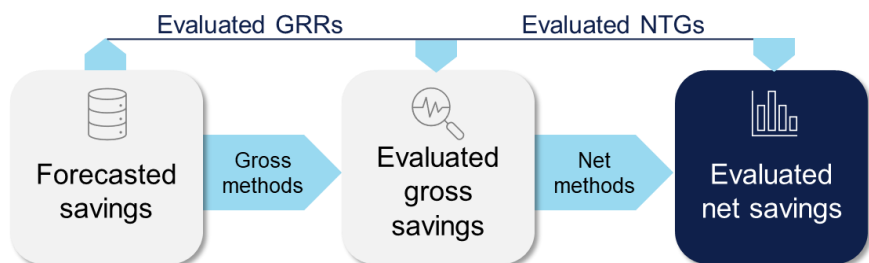 Evaluated GRRs
Evaluated NTGs
Forecasted
savings
Gross
methods
Evaluated
gross
savings
Net
methods
Evaluated
net savings